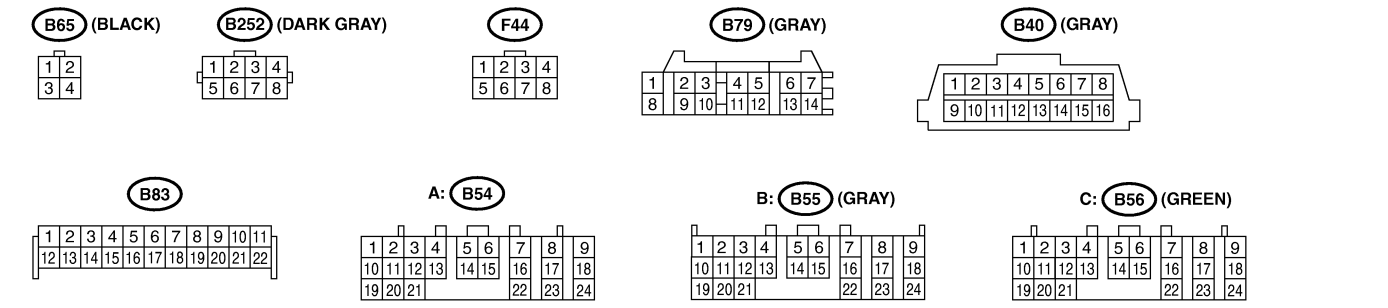 B65 (BLACK) B252 (DARK GRAY) F44 B79 (GRAY) B40 (GRAY)
1 2 1 2 3 4 1 2 3 4 1 2 3 4 5 6 7 1 2 3 4 5 6 7 8
3 4 5 6 7 8 5 6 7 8 8 9 10 11 12 13 14 9 10 11 12 13 14 15 16
B83 A: B54 B: B55 (GRAY) C: B56 (GREEN)
1 2 3 4 5 6 7 8 9 10 11 1 2 3 4 5 6 7 8 9 1 2 3 4 5 6 7 8 9 1 2 3 4 5 6 7 8 9
12 13 14 15 16 17 18 19 20 21 22 10 11 12 13 14 15 16 17 18 10 11 12 13 14 15 16 17 18 10 11 12 13 14 15 16 17 18
19 20 21 22 23 24 19 20 21 22 23 24 19 20 21 22 23 24